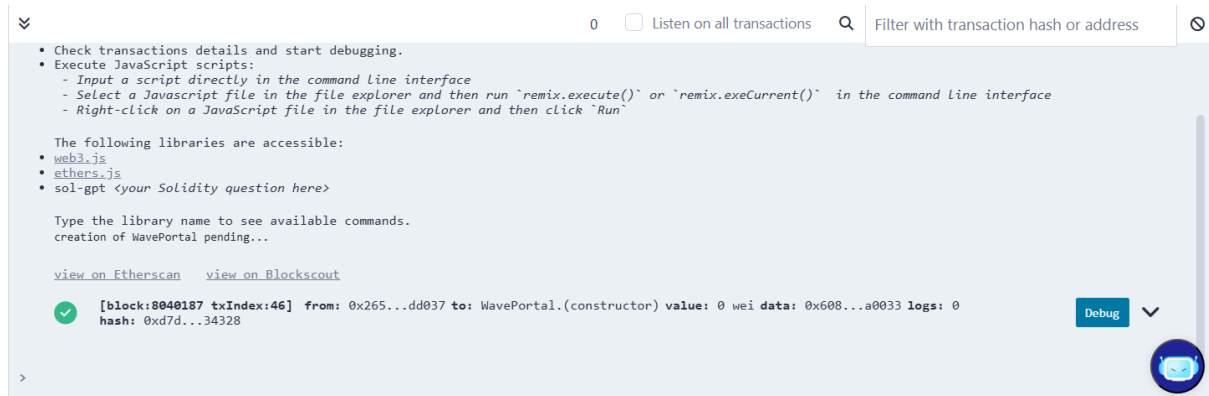 0 Listen on all transactions Filter with transaction hash or address
• Check transactions details and start debugging.
• Execute JavaScript scripts:
- Input a script directly in the command line interface
- Select a Javascript file in the file explorer and then run `remix.execute()` or `remix.exeCurrent()` in the command line interface
- Right-click on a JavaScript file in the file explorer and then click `Run`
The following libraries are accessible:
• web3.js
• ethers.js
• sol-gpt <your Solidity question here>
Type the library name to see available commands.
creation of WavePortal pending...
view on Etherscan view on Blockscout
[block:8040187 txIndex:46] from: 0x265...dd037 to: WavePortal.(constructor) value: 0 wei data: 0x608...a0033 logs: 0
hash: 0xd7d...34328
Debug
>